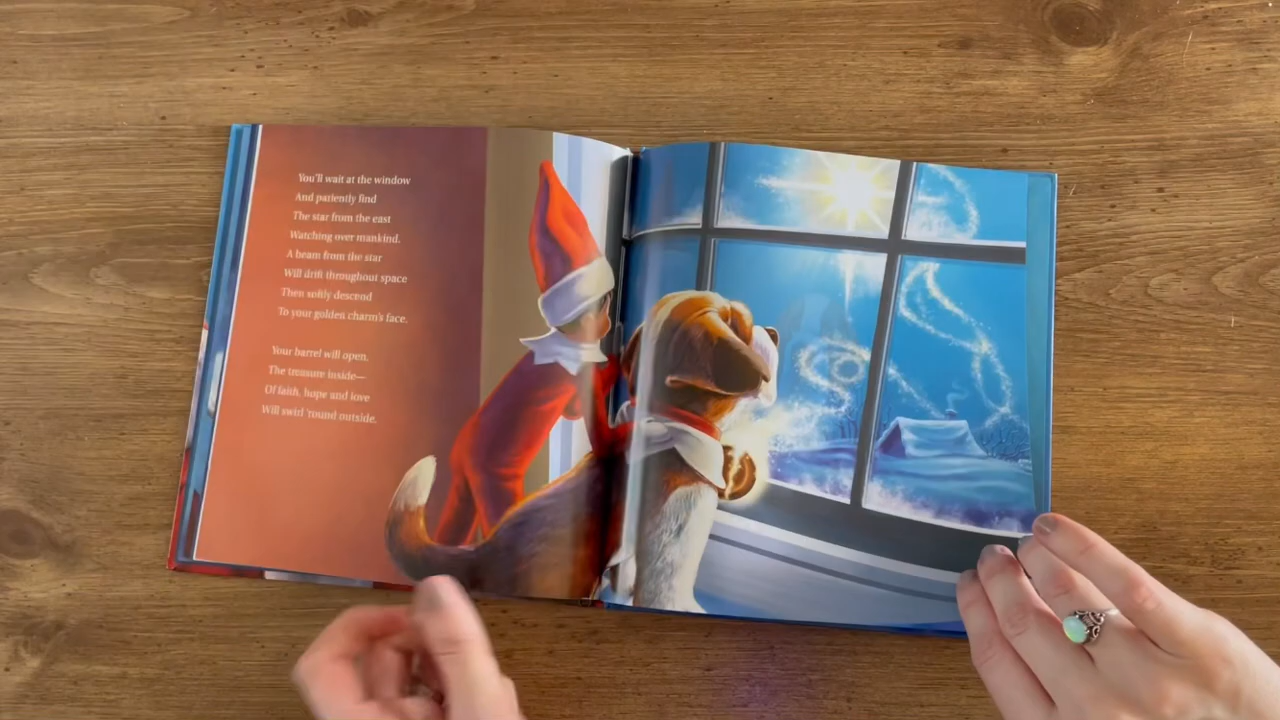 You'll wait at the window
And patiently find
The star from the east
Watching over mankind.
A beam from the star
Will drift throughout space
Then softly descend
To your golden charm's face.
Your barrel will open,
The treasure inside—
Of faith, hope and love
Will swirl 'round outside.